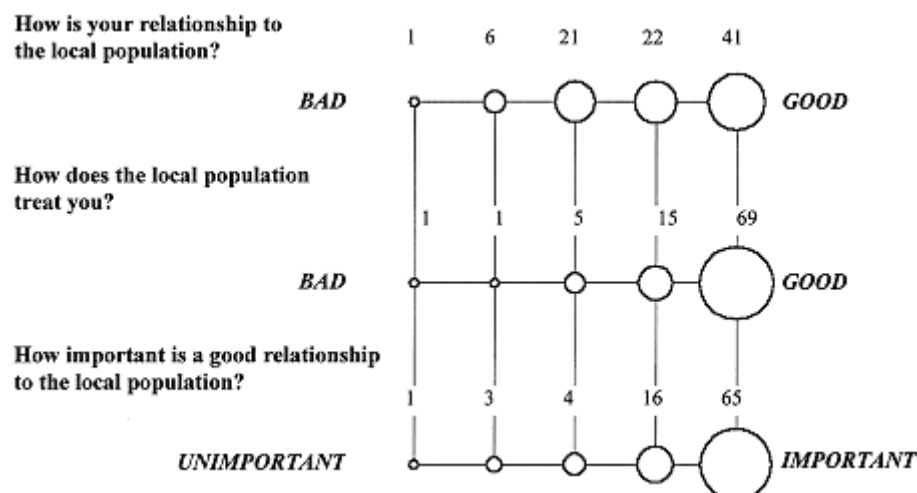 How is your relationship to
the local population?
1 6 21 22 41
BAD GOOD
How does the local population
treat you?
1 1 5 15 69
BAD GOOD
How important is a good relationship
to the local population?
1 3 4 16 65
UNIMPORTANT IMPORTANT